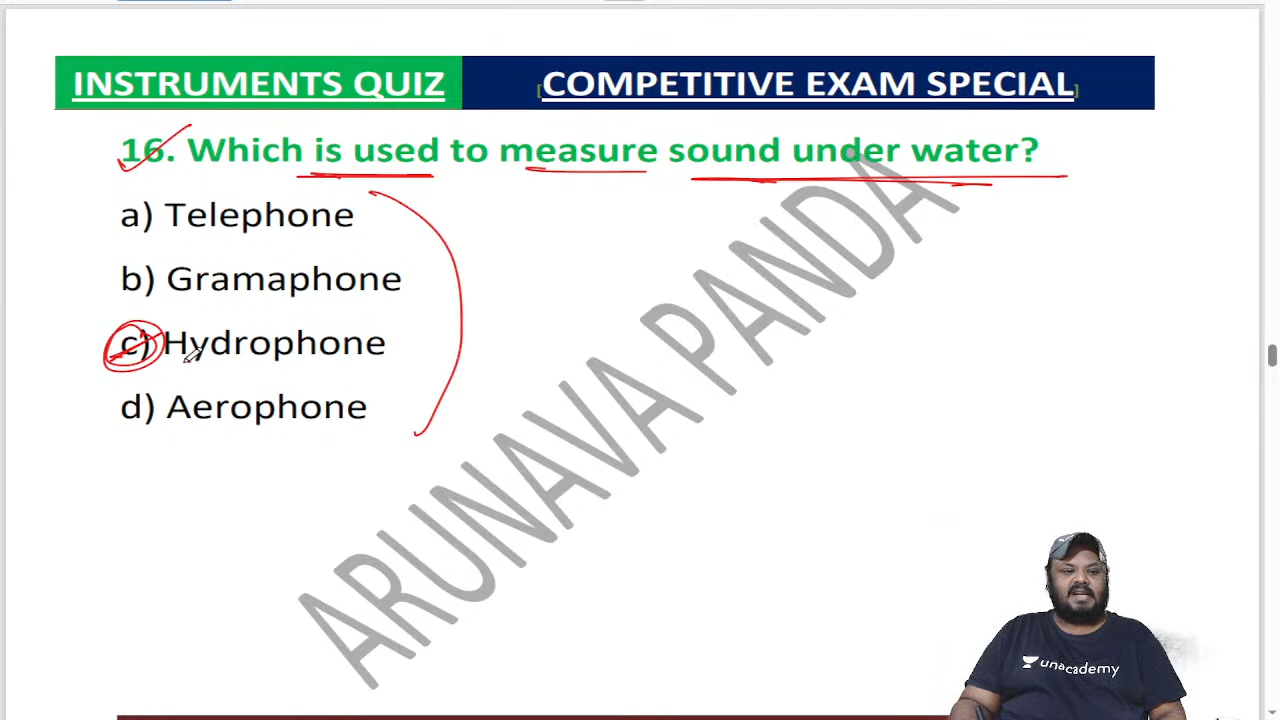 INSTRUMENTS QUIZ [COMPETITIVE EXAM SPECIAL]
16. Which is used to measure sound under water?
a) Telephone
b) Gramaphone
c) Hydrophone
d) Aerophone
ARUNAVA PANDA
unacademy